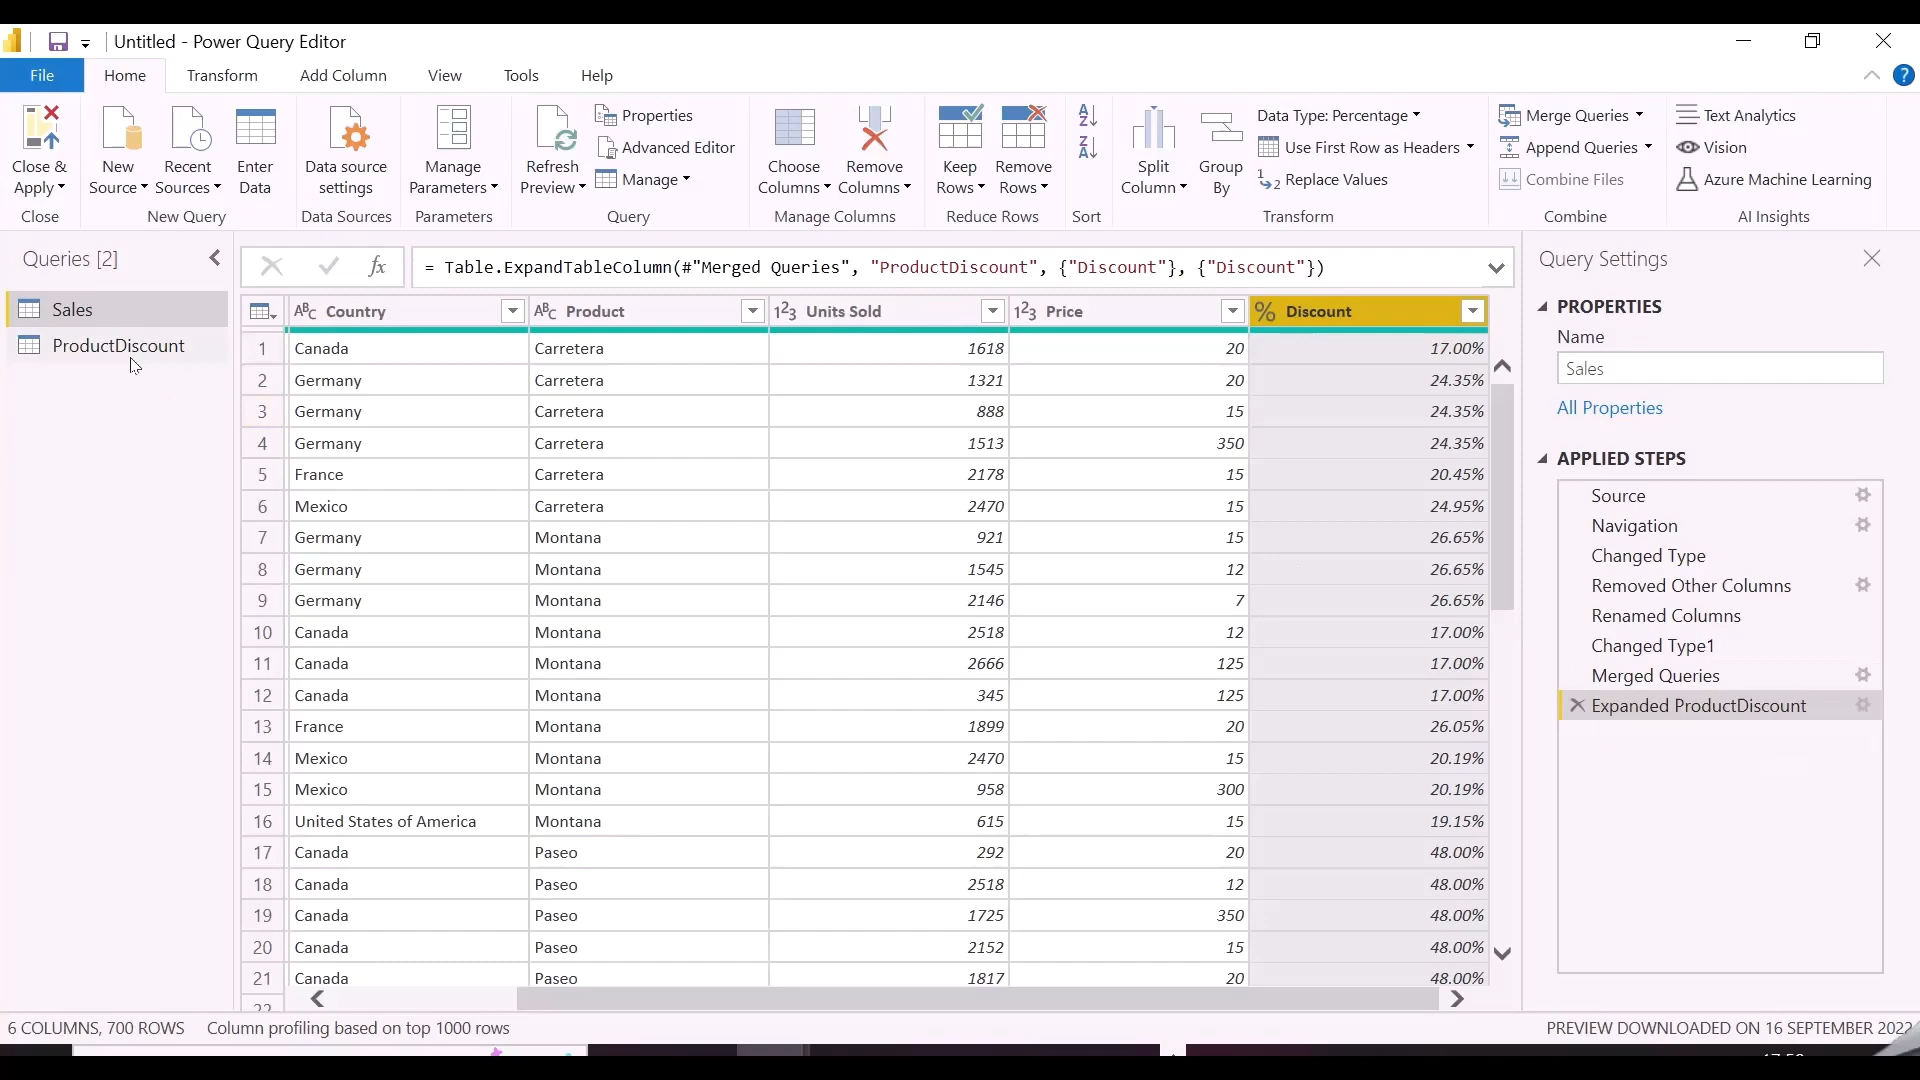 Untitled - Power Query Editor
File Home Transform Add Column View Tools Help
Close & Apply
New Source
Recent Sources
Enter Data
Data source settings
Manage Parameters
Refresh Preview
Properties
Advanced Editor
Manage
Choose Columns
Remove Columns
Keep Rows
Remove Rows
Split Column
Group By
Data Type: Percentage
Use First Row as Headers
Replace Values
Merge Queries
Append Queries
Combine Files
Text Analytics
Vision
Azure Machine Learning
Close New Query Data Sources Parameters Query Manage Columns Reduce Rows Sort Transform Combine AI Insights
Queries [2]
Sales
ProductDiscount
fx = Table.ExpandTableColumn(#"Merged Queries", "ProductDiscount", {"Discount"}, {"Discount"})
ABC Country ABC Product 123 Units Sold 123 Price % Discount
1 Canada Carretera 1618 20 17.00%
2 Germany Carretera 1321 20 24.35%
3 Germany Carretera 888 15 24.35%
4 Germany Carretera 1513 350 24.35%
5 France Carretera 2178 15 20.45%
6 Mexico Carretera 2470 15 24.95%
7 Germany Montana 921 15 26.65%
8 Germany Montana 1545 12 26.65%
9 Germany Montana 2146 7 26.65%
10 Canada Montana 2518 12 17.00%
11 Canada Montana 2666 125 17.00%
12 Canada Montana 345 125 17.00%
13 France Montana 1899 20 26.05%
14 Mexico Montana 2470 15 20.19%
15 Mexico Montana 958 300 20.19%
16 United States of America Montana 615 15 19.15%
17 Canada Paseo 292 20 48.00%
18 Canada Paseo 2518 12 48.00%
19 Canada Paseo 1725 350 48.00%
20 Canada Paseo 2152 15 48.00%
21 Canada Paseo 1817 20 48.00%
Query Settings
PROPERTIES
Name
Sales
All Properties
APPLIED STEPS
Source
Navigation
Changed Type
Removed Other Columns
Renamed Columns
Changed Type1
Merged Queries
Expanded ProductDiscount
6 COLUMNS, 700 ROWS Column profiling based on top 1000 rows
PREVIEW DOWNLOADED ON 16 SEPTEMBER 2022